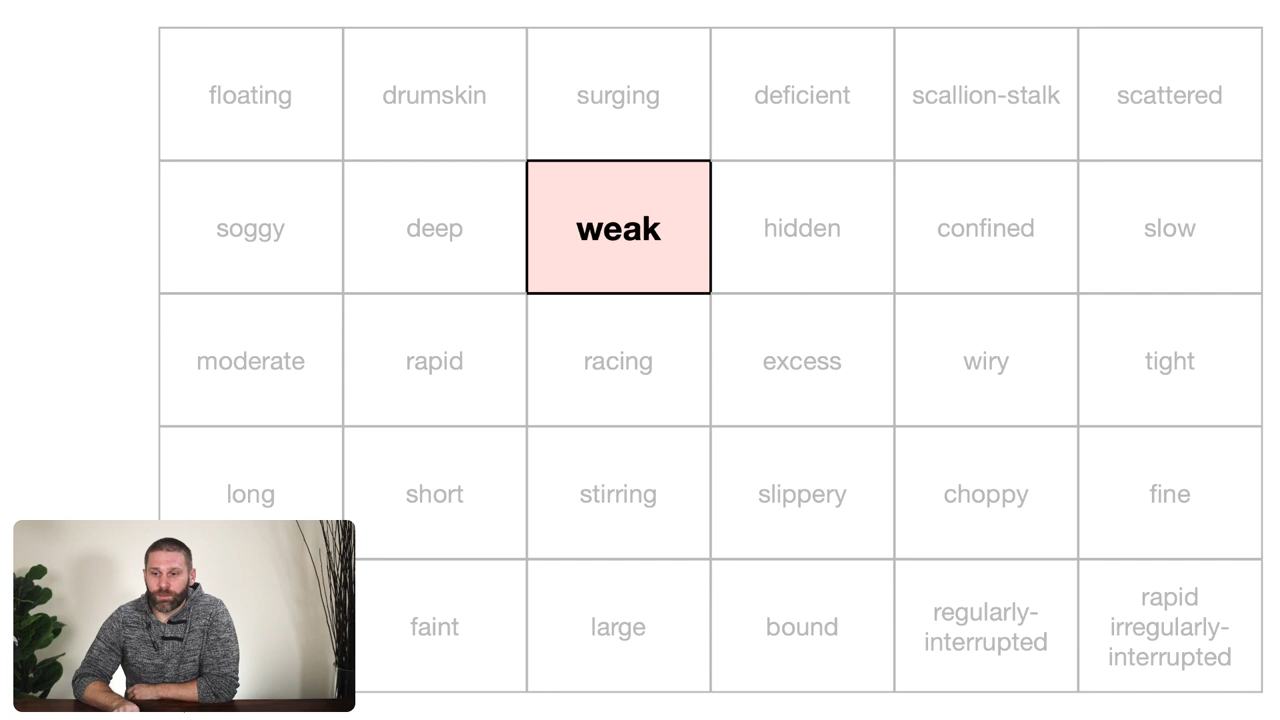 floating
drumskin
surging
deficient
scallion-stalk
scattered
soggy
deep
weak
hidden
confined
slow
moderate
rapid
racing
excess
wiry
tight
long
short
stirring
slippery
choppy
fine
faint
large
bound
regularly-
interrupted
rapid
irregularly-
interrupted